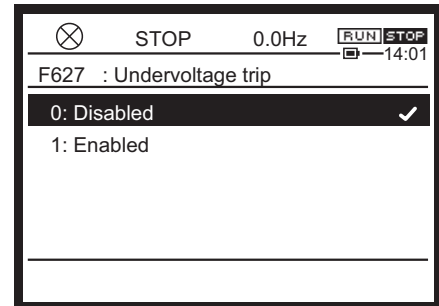 STOP 0.0Hz RUN STOP
14:01
F627 : Undervoltage trip
0: Disabled
1: Enabled